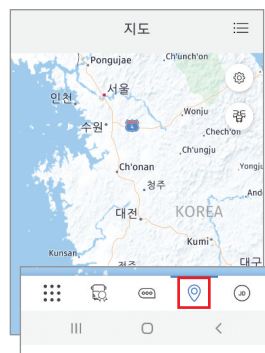 지도
Ch'unch'on
Pongujae
서울
인천
Wonju
수원
Chech'on
Ch'ungju
Ch'onan
Yongju
청주
대전
KOREA
Kumi
Kunsan
대구
JD